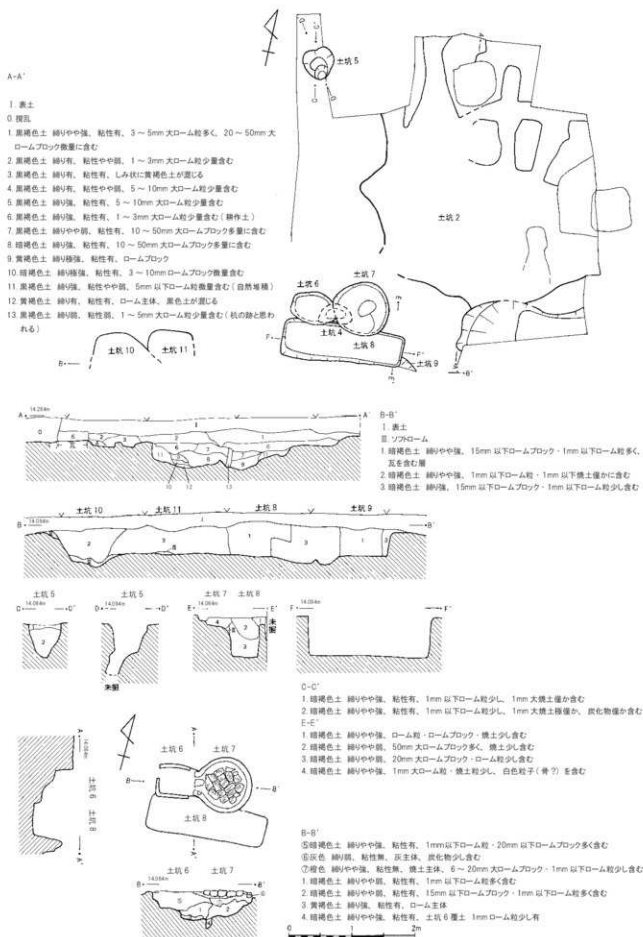 A-A'
Ⅰ. 表土
0. 撹乱
1. 黒褐色土 締りやや強、粘性有、3～5mm大ローム粒多く、20～50mm大
ロームブロック微量に含む
2. 黒褐色土 締り有、粘性やや弱、1～3mm大ローム粒少量含む
3. 黒褐色土 締り有、粘性有、しみ状に黄褐色土が混じる
4. 黒褐色土 締り有、粘性やや弱、5～10mm大ローム粒少量含む
5. 黒褐色土 締り強、粘性有、5～10mm大ローム粒少量含む
6. 黒褐色土 締り強、粘性有、1～3mm大ローム粒少量含む(耕作土)
7. 黒褐色土 締りやや弱、粘性有、10～50mm大ロームブロック多量に含む
8. 暗褐色土 締り強、粘性有、10～50mm大ロームブロック多量に含む
9. 黄褐色土 締り極強、粘性有、ロームブロック
10. 暗褐色土 締り極強、粘性有、3～10mmロームブロック微量含む
11. 黒褐色土 締り強、粘性やや弱、5mm以下ローム粒微量含む(自然堆積)
12. 黄褐色土 締り有、粘性有、ローム主体、黒色土が混じる
13. 黒褐色土 締り弱、粘性弱、1～5mm大ローム粒少量含む(杭の跡と思わ
れる)
土坑5
土坑2
土坑6
土坑7
土坑4
土坑8
土坑9
土坑10
土坑11
A
14.094m
A'
B-B'
Ⅰ. 表土
Ⅲ. ソフトローム
1. 暗褐色土 締りやや強、15mm以下ロームブロック・1mm以下ローム粒多く、
瓦を含む層
2. 暗褐色土 締りやや強、1mm以下ローム粒・1mm以下焼土僅かに含む
3. 暗褐色土 締り強、15mm以下ロームブロック・1mm以下ローム粒少し含む
土坑10 土坑11 土坑8 土坑9
B
14.094m
B'
土坑5
C C'
14.094m
土坑5
D D'
14.094m
未掘
土坑7 土坑8
E E'
14.094m
未掘
F F'
14.094m
C-C'
1. 暗褐色土 締りやや強、粘性有、1mm以下ローム粒少し、1mm大焼土僅か含む
2. 暗褐色土 締りやや強、粘性有、1mm以下ローム粒少し、1mm大焼土極僅か、炭化物僅か含む
E-E'
1. 暗褐色土 締りやや強、ローム粒・ロームブロック・焼土少し含む
2. 暗褐色土 締りやや弱、50mm大ロームブロック多く、焼土少し含む
3. 暗褐色土 締りやや弱、20mm大ロームブロック・ローム粒少し含む
4. 暗褐色土 締りやや強、1mm大ローム粒・焼土粒少し、白色粒子(骨?)を含む
A
14.094m
土坑6
土坑8
A'
土坑6 土坑7
土坑8
土坑6 土坑7
B-B'
⑤暗褐色土 締りやや強、粘性有、1mm以下ローム粒・20mm以下ロームブロック多く含む
⑥灰色 締り弱、粘性無、灰主体、炭化物少し含む
⑦橙色 締りやや強、粘性無、焼土主体、6～20mm大ロームブロック・1mm以下ローム粒少し含む
1. 暗褐色土 締りやや弱、粘性有、1mm以下ローム粒多く含む
2. 暗褐色土 締りやや弱、粘性有、15mm以下ロームブロック・1mm以下ローム粒多く含む
3. 黄褐色土 締り強、粘性有、ローム主体
4. 暗褐色土 締りやや強、粘性有、土坑6覆土 1mmローム粒少し有
0 1 2m